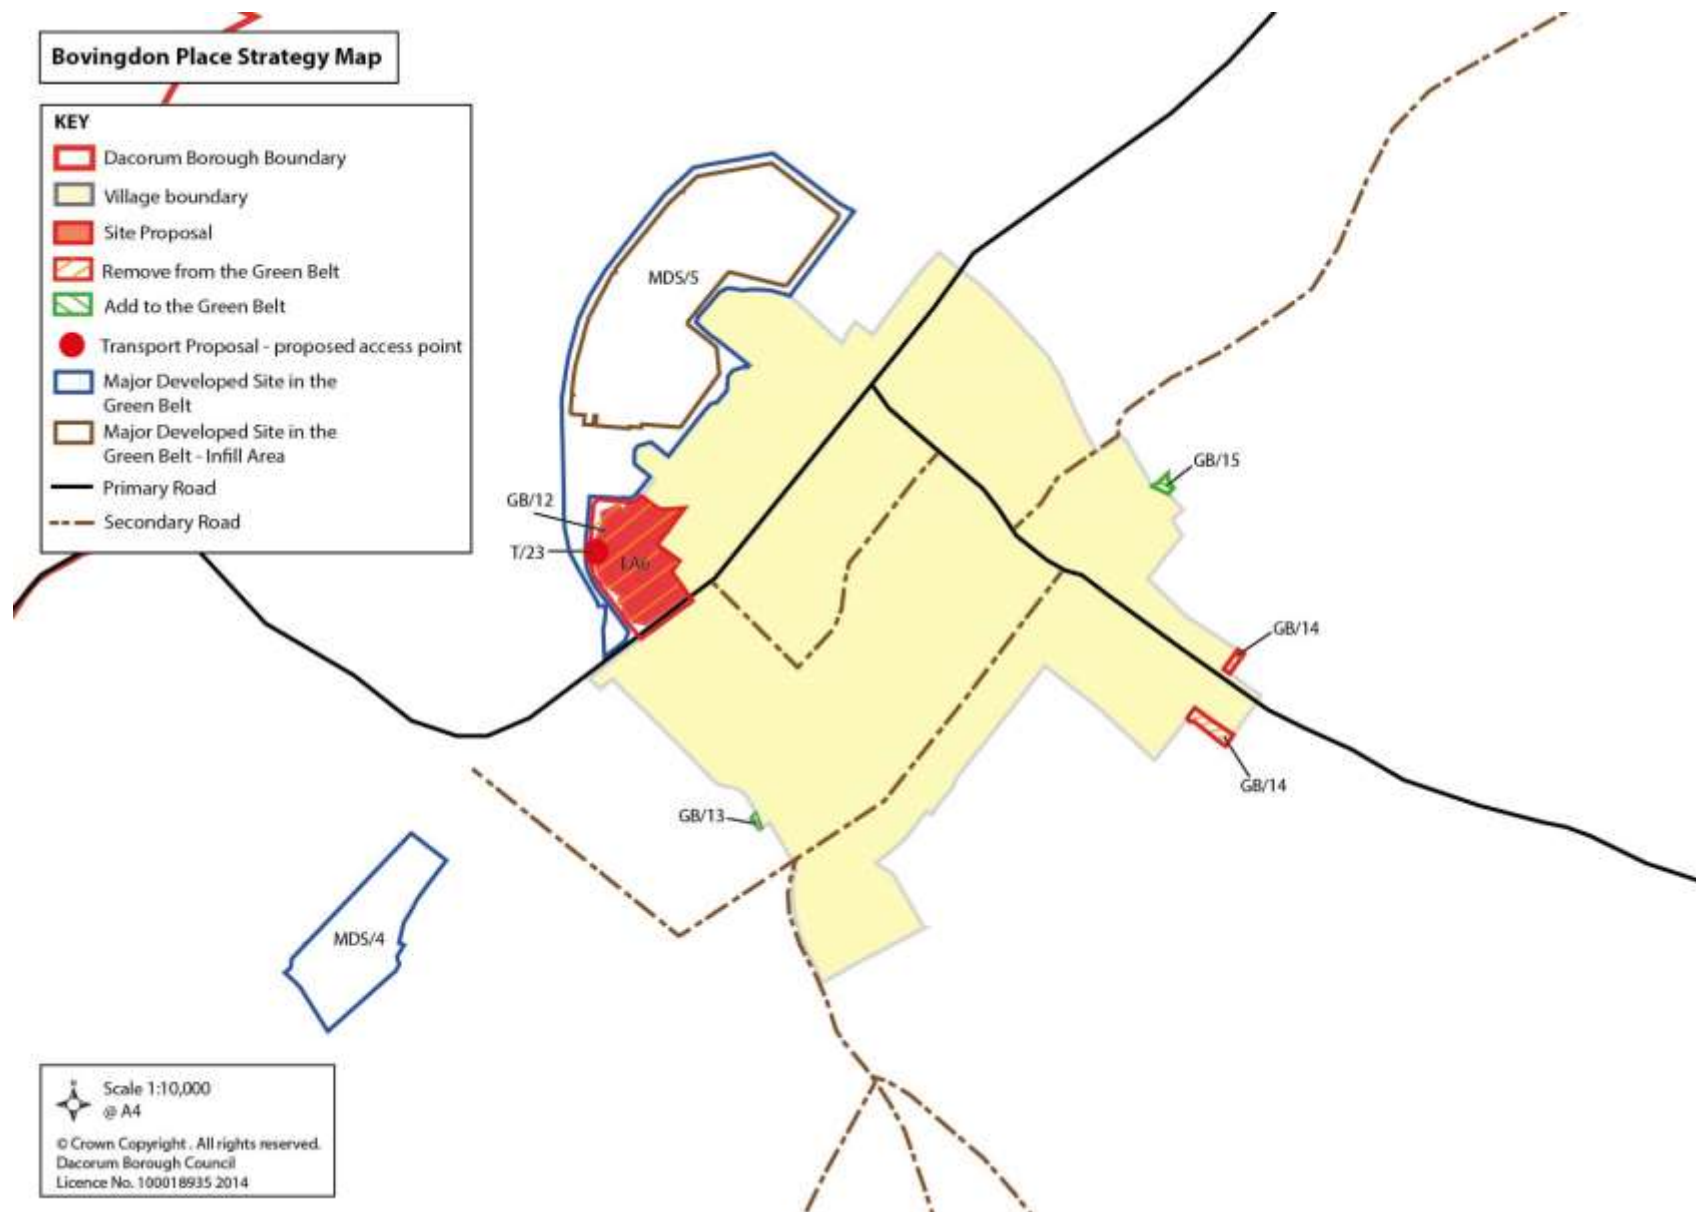 Bovingdon Place Strategy Map
KEY
Dacorum Borough Boundary
Village boundary
Site Proposal
Remove from the Green Belt
Add to the Green Belt
Transport Proposal - proposed access point
Major Developed Site in the
Green Belt
Major Developed Site in the
Green Belt - Infill Area
Primary Road
Secondary Road
MDS/5
GB/15
GB/12
T/23
LA6
GB/14
GB/14
GB/13
MDS/4
N
Scale 1:10,000
@ A4
© Crown Copyright . All rights reserved.
Dacorum Borough Council
Licence No. 100018935 2014